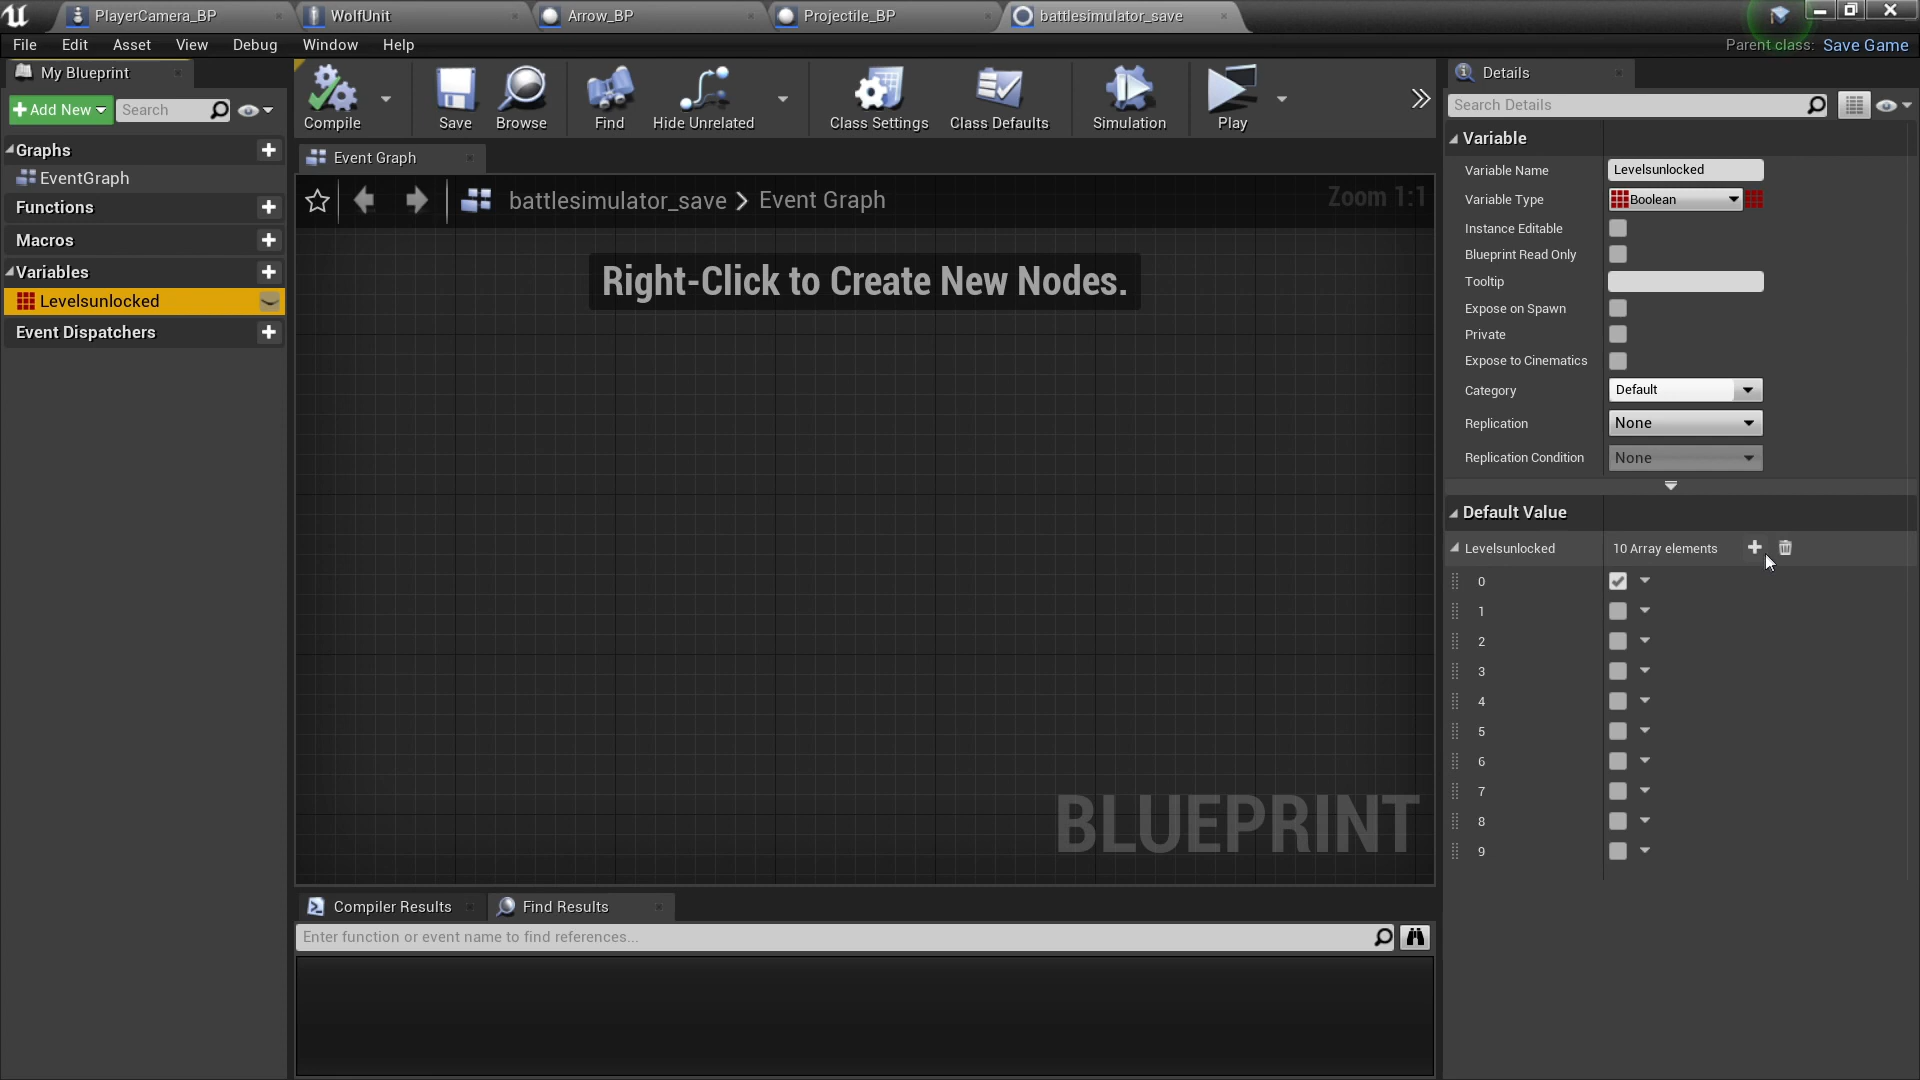 PlayerCamera_BP
WolfUnit
Arrow_BP
Projectile_BP
battlesimulator_save
File
Edit
Asset
View
Debug
Window
Help
Parent class: Save Game
My Blueprint
Add New
Search
Graphs
EventGraph
Functions
Macros
Variables
Levelsunlocked
Event Dispatchers
Compile
Save
Browse
Find
Hide Unrelated
Class Settings
Class Defaults
Simulation
Play
Event Graph
battlesimulator_save
Event Graph
Zoom 1:1
Right-Click to Create New Nodes.
BLUEPRINT
Compiler Results
Find Results
Enter function or event name to find references...
Details
Search Details
Variable
Variable Name
Levelsunlocked
Variable Type
Boolean
Instance Editable
Blueprint Read Only
Tooltip
Expose on Spawn
Private
Expose to Cinematics
Category
Default
Replication
None
Replication Condition
None
Default Value
Levelsunlocked
10 Array elements
0
1
2
3
4
5
6
7
8
9